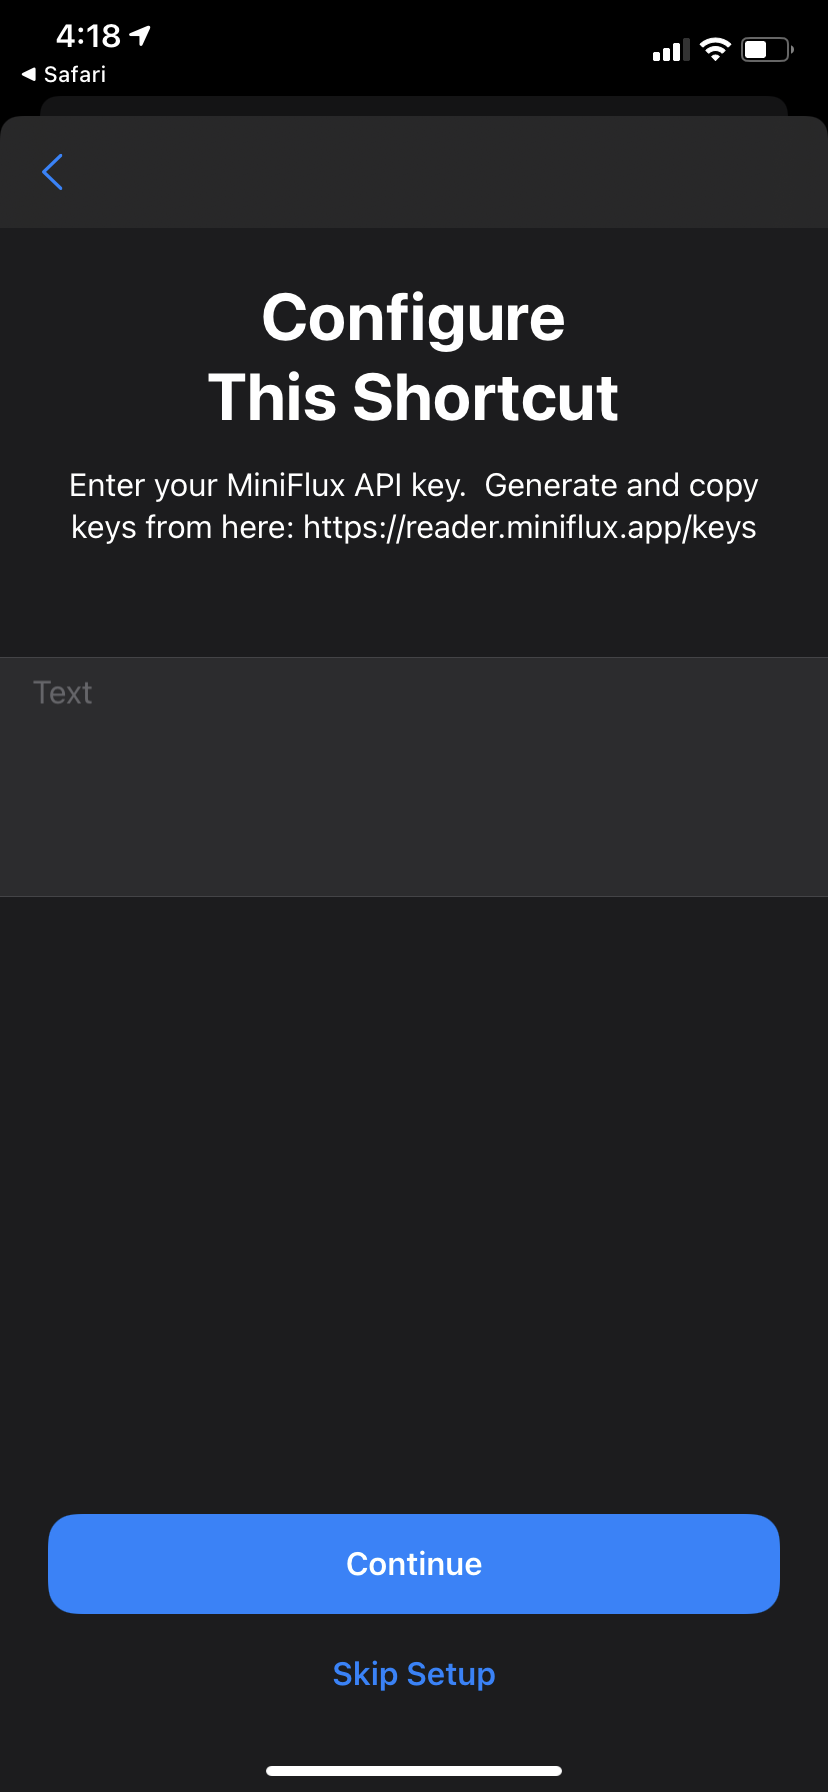 4:18
Safari
Configure
This Shortcut
Enter your MiniFlux API key.  Generate and copy
keys from here: https://reader.miniflux.app/keys
Text
Continue
Skip Setup